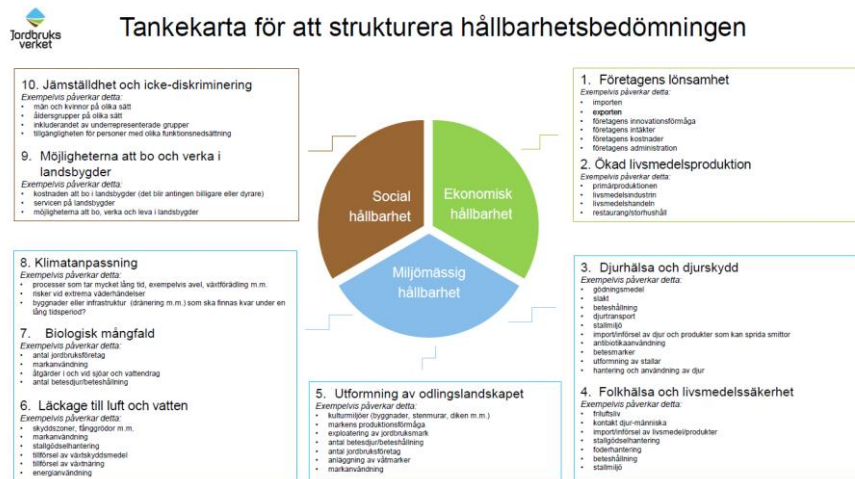 Jordbruks
verket
Tankekarta för att strukturera hållbarhetsbedömningen
10. Jämställdhet och icke-diskriminering
Exempelvis påverkar detta:
• män och kvinnor på olika sätt
• åldersgrupper på olika sätt
• inkluderandet av underrepresenterade grupper
• tillgängligheten för personer med olika funktionsnedsättning
9. Möjligheterna att bo och verka i
landsbygder
Exempelvis påverkar detta:
• kostnaden att bo i landsbygder (det blir antingen billigare eller dyrare)
• servicen på landsbygder
• möjligheterna att bo, verka och leva i landsbygder
8. Klimatanpassning
Exempelvis påverkar detta:
• processer som tar mycket lång tid, exempelvis avel, växtförädling m.m.
• risker vid extrema väderhändelser
• byggnader eller infrastruktur (dränering m.m.) som ska finnas kvar under en
lång tidsperiod?
7. Biologisk mångfald
Exempelvis påverkar detta:
• antal jordbruksföretag
• markanvändning
• åtgärder i och vid sjöar och vattendrag
• antal betesdjur/beteshållning
6. Läckage till luft och vatten
Exempelvis påverkar detta:
• skyddszoner, fånggrödor m.m.
• markanvändning
• stallgödselhantering
• tillförsel av växtskyddsmedel
• tillförsel av växtnäring
• energianvändning
Social
hållbarhet
Ekonomisk
hållbarhet
Miljömässig
hållbarhet
5. Utformning av odlingslandskapet
Exempelvis påverkar detta:
• kulturmiljöer (byggnader, stenmurar, diken m.m.)
• markens produktionsförmåga
• exploatering av jordbruksmark
• antal betesdjur/beteshållning
• antal jordbruksföretag
• anläggning av våtmarker
• markanvändning
1. Företagens lönsamhet
Exempelvis påverkar detta:
• importen
• exporten
• företagens innovationsförmåga
• företagens intäkter
• företagens kostnader
• företagens administration
2. Ökad livsmedelsproduktion
Exempelvis påverkar detta:
• primärproduktionen
• livsmedelsindustrin
• livsmedelshandeln
• restaurang/storhushåll
3. Djurhälsa och djurskydd
Exempelvis påverkar detta:
• gödningsmedel
• slakt
• beteshållning
• djurtransport
• stallmiljö
• import/införsel av djur och produkter som kan sprida smittor
• antibiotikaanvändning
• betesmarker
• utformning av stallar
• hantering och användning av djur
4. Folkhälsa och livsmedelssäkerhet
Exempelvis påverkar detta:
• friluftsliv
• kontakt djur-människa
• import/införsel av livsmedel/produkter
• stallgödselhantering
• foderhantering
• beteshållning
• stallmiljö